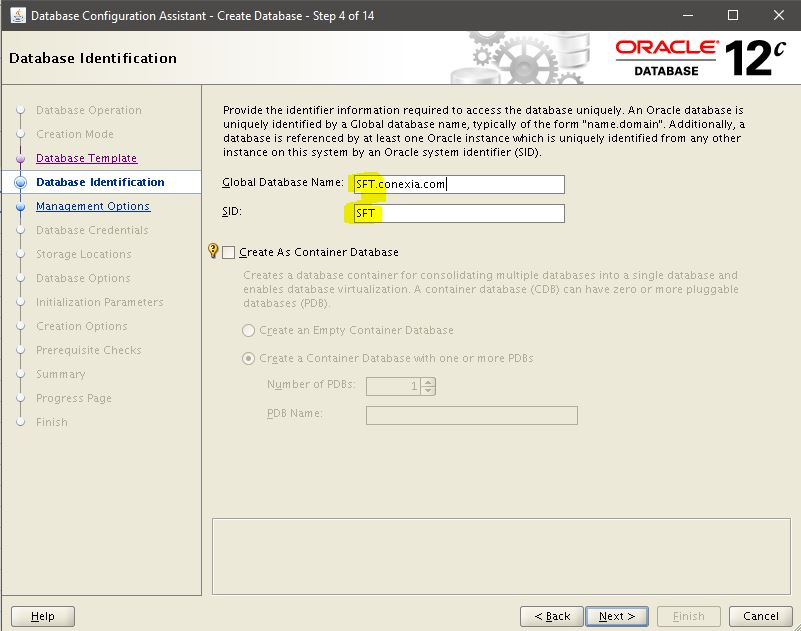 Database Configuration Assistant - Create Database - Step 4 of 14
Database Identification
ORACLE®
DATABASE
12c
Database Operation
Creation Mode
Database Template
Database Identification
Management Options
Database Credentials
Storage Locations
Database Options
Initialization Parameters
Creation Options
Prerequisite Checks
Summary
Progress Page
Finish
Provide the identifier information required to access the database uniquely. An Oracle database is
uniquely identified by a Global database name, typically of the form "name.domain". Additionally, a
database is referenced by at least one Oracle instance which is uniquely identified from any other
instance on this system by an Oracle system identifier (SID).
Global Database Name: SFT.conexia.com
SID: SFT
Create As Container Database
Creates a database container for consolidating multiple databases into a single database and
enables database virtualization. A container database (CDB) can have zero or more pluggable
databases (PDB).
Create an Empty Container Database
Create a Container Database with one or more PDBs
Number of PDBs: 1
PDB Name:
Help
< Back
Next >
Finish
Cancel